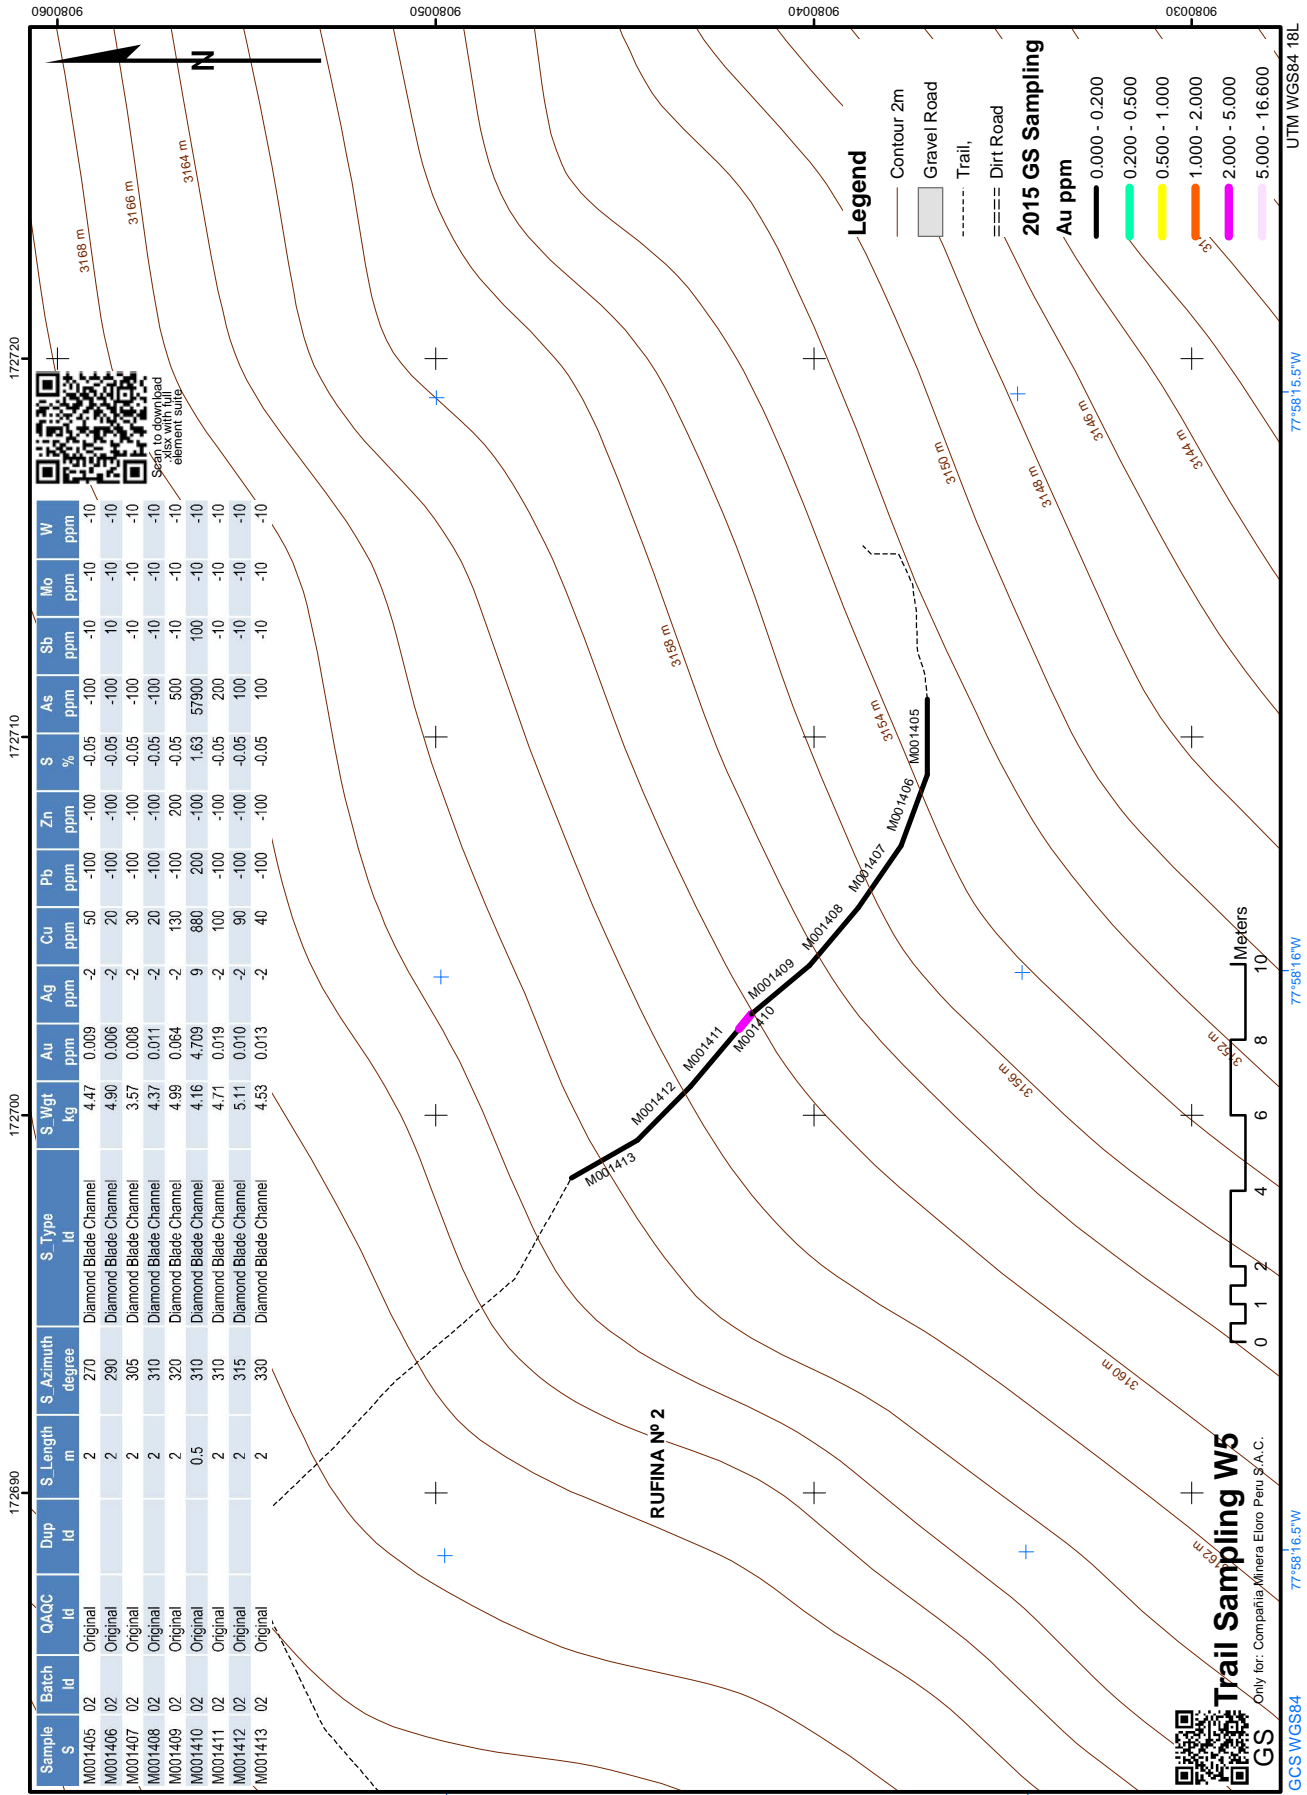 172690 172700 172710 172720
Sample Batch QAQC Dup S_Length S_Azimuth S_Type S_Wgt Au Ag Cu Pb Zn S As Sb Mo W
S Id Id Id m degree Id kg ppm ppm ppm ppm ppm % ppm ppm ppm ppm
M001405 02 Original 2 270 Diamond Blade Channel 4.47 0.009 -2 50 -100 -100 -0.05 -100 -10 -10 -10
M001406 02 Original 2 290 Diamond Blade Channel 4.90 0.006 -2 20 -100 -100 -0.05 -100 10 -10 -10
M001407 02 Original 2 305 Diamond Blade Channel 3.57 0.008 -2 30 -100 -100 -0.05 -100 -10 -10 -10
M001408 02 Original 2 310 Diamond Blade Channel 4.37 0.011 -2 20 -100 -100 -0.05 -100 -10 -10 -10
M001409 02 Original 2 320 Diamond Blade Channel 4.99 0.064 -2 130 -100 200 -0.05 500 -10 -10 -10
M001410 02 Original 0.5 310 Diamond Blade Channel 4.16 4.709 9 880 200 -100 1.63 57900 100 -10 -10
M001411 02 Original 2 310 Diamond Blade Channel 4.71 0.019 -2 100 -100 -100 -0.05 200 -10 -10 -10
M001412 02 Original 2 315 Diamond Blade Channel 5.11 0.010 -2 90 -100 -100 -0.05 100 -10 -10 -10
M001413 02 Original 2 330 Diamond Blade Channel 4.53 0.013 -2 40 -100 -100 -0.05 100 -10 -10 -10
Scan to download
.xlsx with full
element suite
N
9080060
9080050
9080040
9080030
3168 m
3166 m
3164 m
3158 m
3154 m
3150 m
3148 m
3146 m
3144 m
3156 m
3152 m
3160 m
3162 m
31
M001413
M001412
M001411
M001410
M001409
M001408
M001407
M001406
M001405
RUFINA Nº 2
Legend
Contour 2m
Gravel Road
Trail,
Dirt Road
2015 GS Sampling
Au ppm
0.000 - 0.200
0.200 - 0.500
0.500 - 1.000
1.000 - 2.000
2.000 - 5.000
5.000 - 16.600
0 1 2 4 6 8 10
Meters
Trail Sampling W5
GS
Only for: Compañia Minera Eloro Peru S.A.C.
GCS WGS84
77°58'16.5"W 77°58'16"W 77°58'15.5"W
UTM WGS84 18L